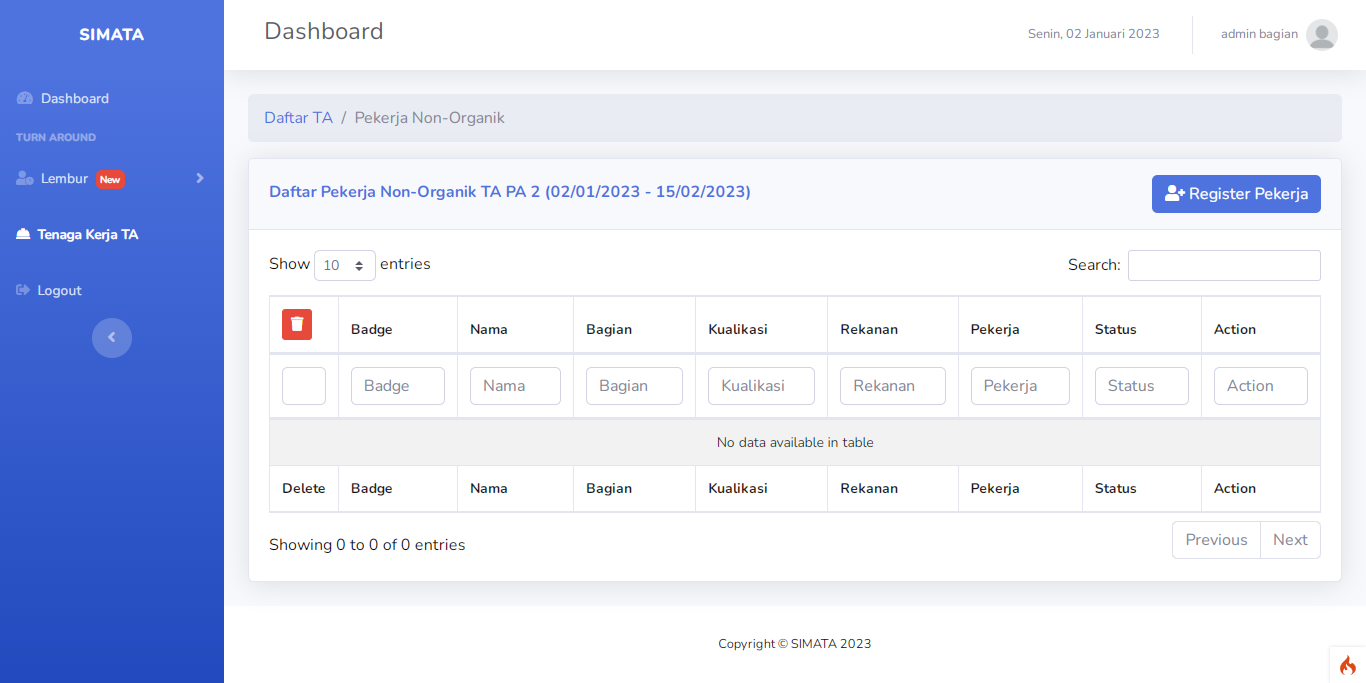 SIMATA
Dashboard
TURN AROUND
Lembur New
Tenaga Kerja TA
Logout
Dashboard
Senin, 02 Januari 2023
admin bagian
Daftar TA / Pekerja Non-Organik
Daftar Pekerja Non-Organik TA PA 2 (02/01/2023 - 15/02/2023)
Register Pekerja
Show 10 entries
Search:
Badge Nama Bagian Kualikasi Rekanan Pekerja Status Action
Badge Nama Bagian Kualikasi Rekanan Pekerja Status Action
No data available in table
Delete Badge Nama Bagian Kualikasi Rekanan Pekerja Status Action
Showing 0 to 0 of 0 entries
Previous Next
Copyright © SIMATA 2023